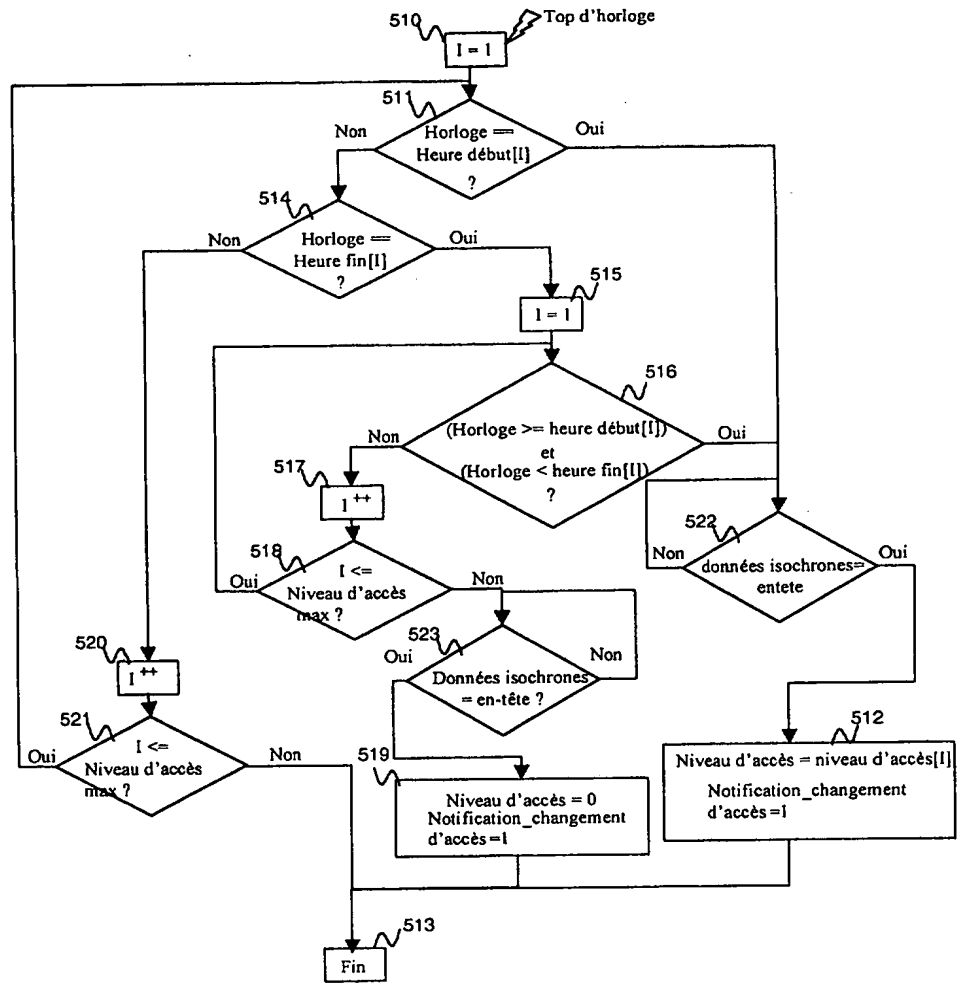 510
Top d'horloge
I = 1
511
Non
Horloge ==
Heure début[I]
?
Oui
514
Non
Horloge ==
Heure fin[I]
?
Oui
515
I = 1
516
Non
(Horloge >= heure début[I])
et
(Horloge < heure fin[I])
?
Oui
517
I ++
518
Oui
I <=
Niveau d'accès
max ?
Non
522
Non
données isochrones=
entete
Oui
523
Oui
Données isochrones
= en-tête ?
Non
520
I ++
521
Oui
I <=
Niveau d'accès
max ?
Non
519
Niveau d'accès = 0
Notification_changement
d'accès=1
512
Niveau d'accès = niveau d'accès[I]
Notification_changement
d'accès=1
513
Fin